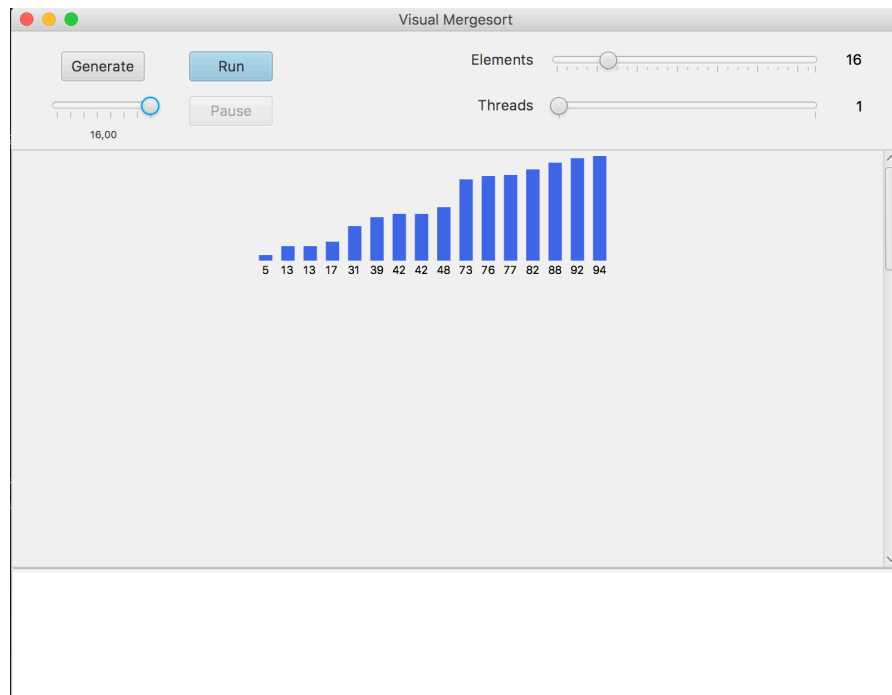 Visual Mergesort
Generate Run Elements 16
Pause Threads 1
16,00
5 13 13 17 31 39 42 42 48 73 76 77 82 88 92 94